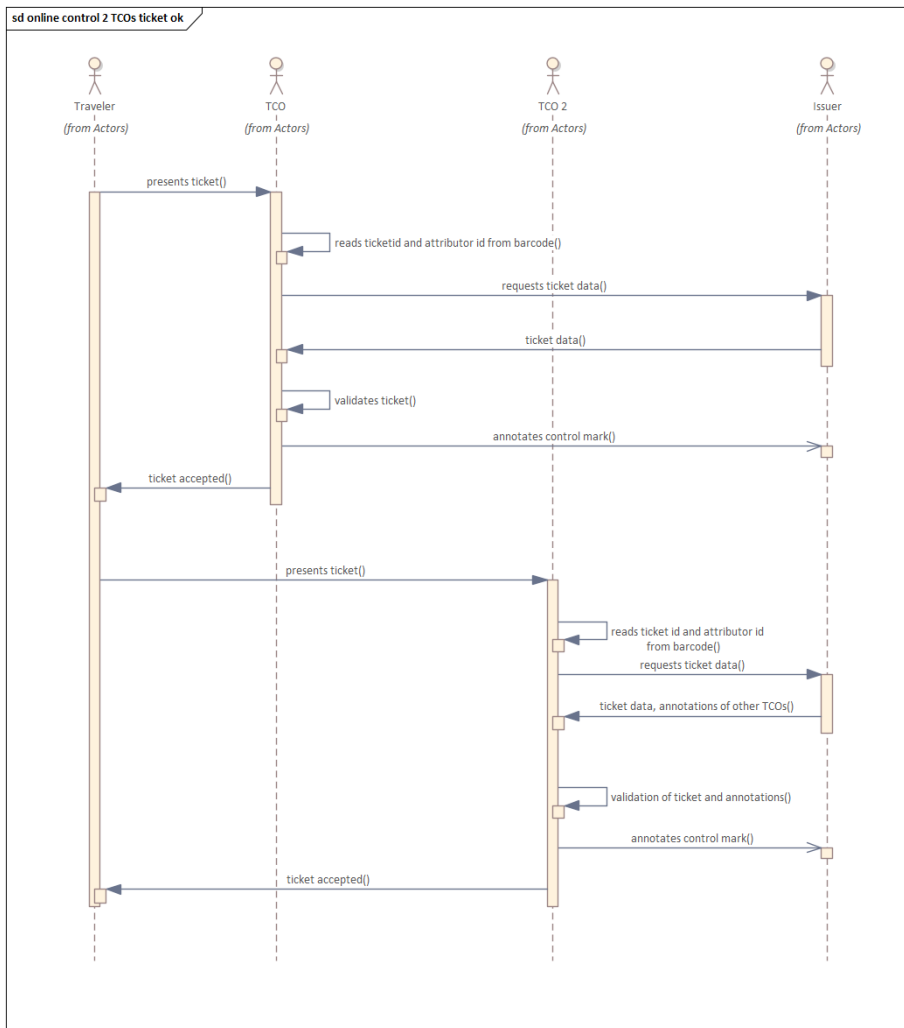 sd online control 2 TCOs ticket ok
Traveler
TCO
TCO 2
Issuer
(from Actors)
(from Actors)
(from Actors)
(from Actors)
presents ticket()
reads ticketid and attributor id from barcode()
requests ticket data()
ticket data()
validates ticket()
annotates control mark()
ticket accepted()
presents ticket()
reads ticket id and attributor id
from barcode()
requests ticket data()
ticket data, annotations of other TCOs()
validation of ticket and annotations()
annotates control mark()
ticket accepted()